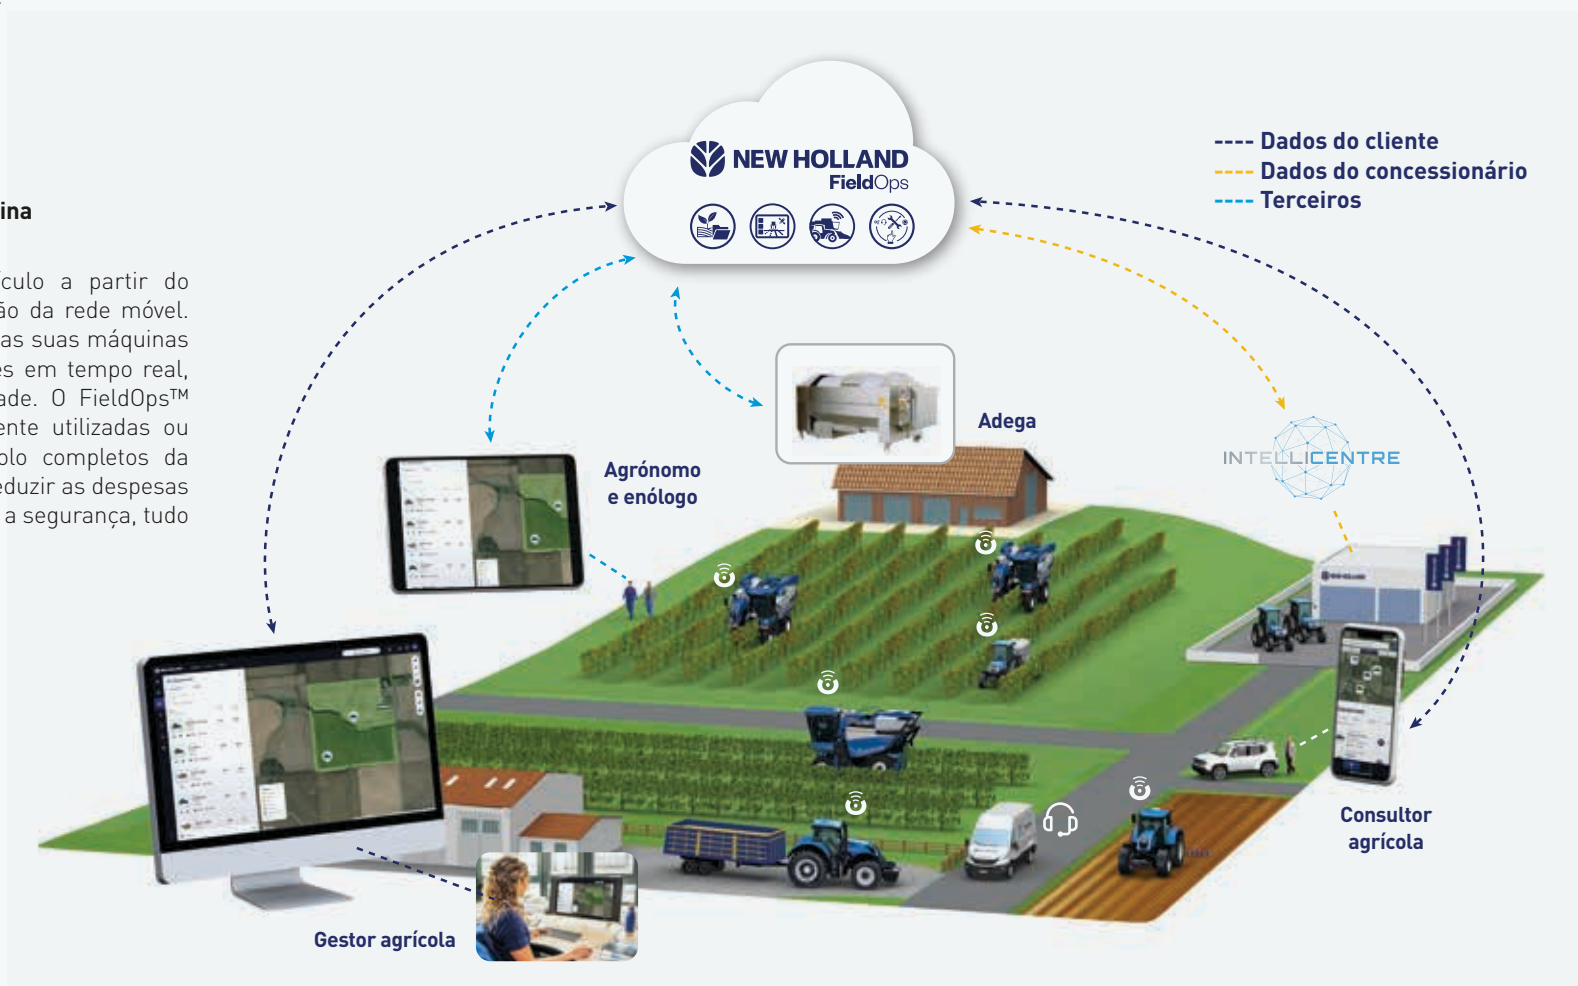 NEW HOLLAND
FieldOps
---- Dados do cliente
---- Dados do concessionário
---- Terceiros
ina
culo a partir do
ão da rede móvel.
as suas máquinas
es em tempo real,
ade. O FieldOps™
ente utilizadas ou
olo completos da
eduzir as despesas
a segurança, tudo
Adega
Agrónomo
e enólogo
INTELLICENTRE
NEW HOLLAND
Consultor
agrícola
Gestor agrícola